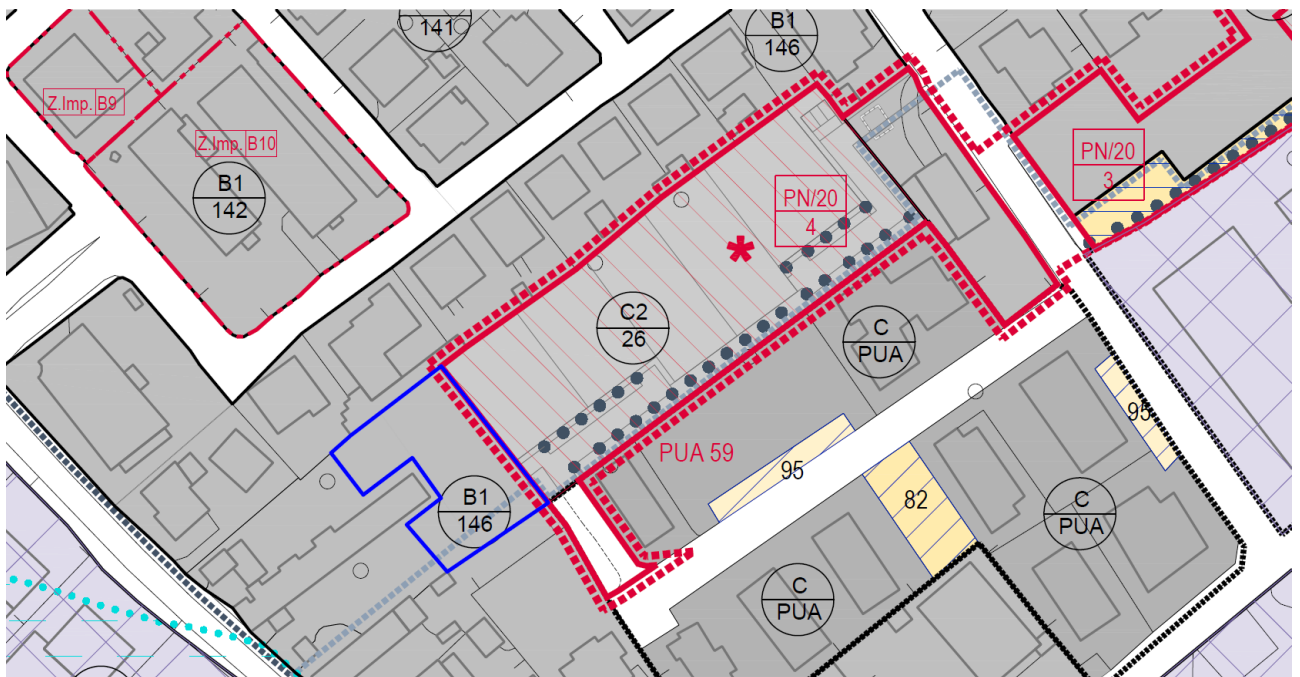 141
B1
146
Z.Imp. B9
Z.Imp. B10
B1
142
PN/20
3
PN/20
4
*
C2
26
C
PUA
PUA 59
95
95
82
B1
146
C
PUA
C
PUA